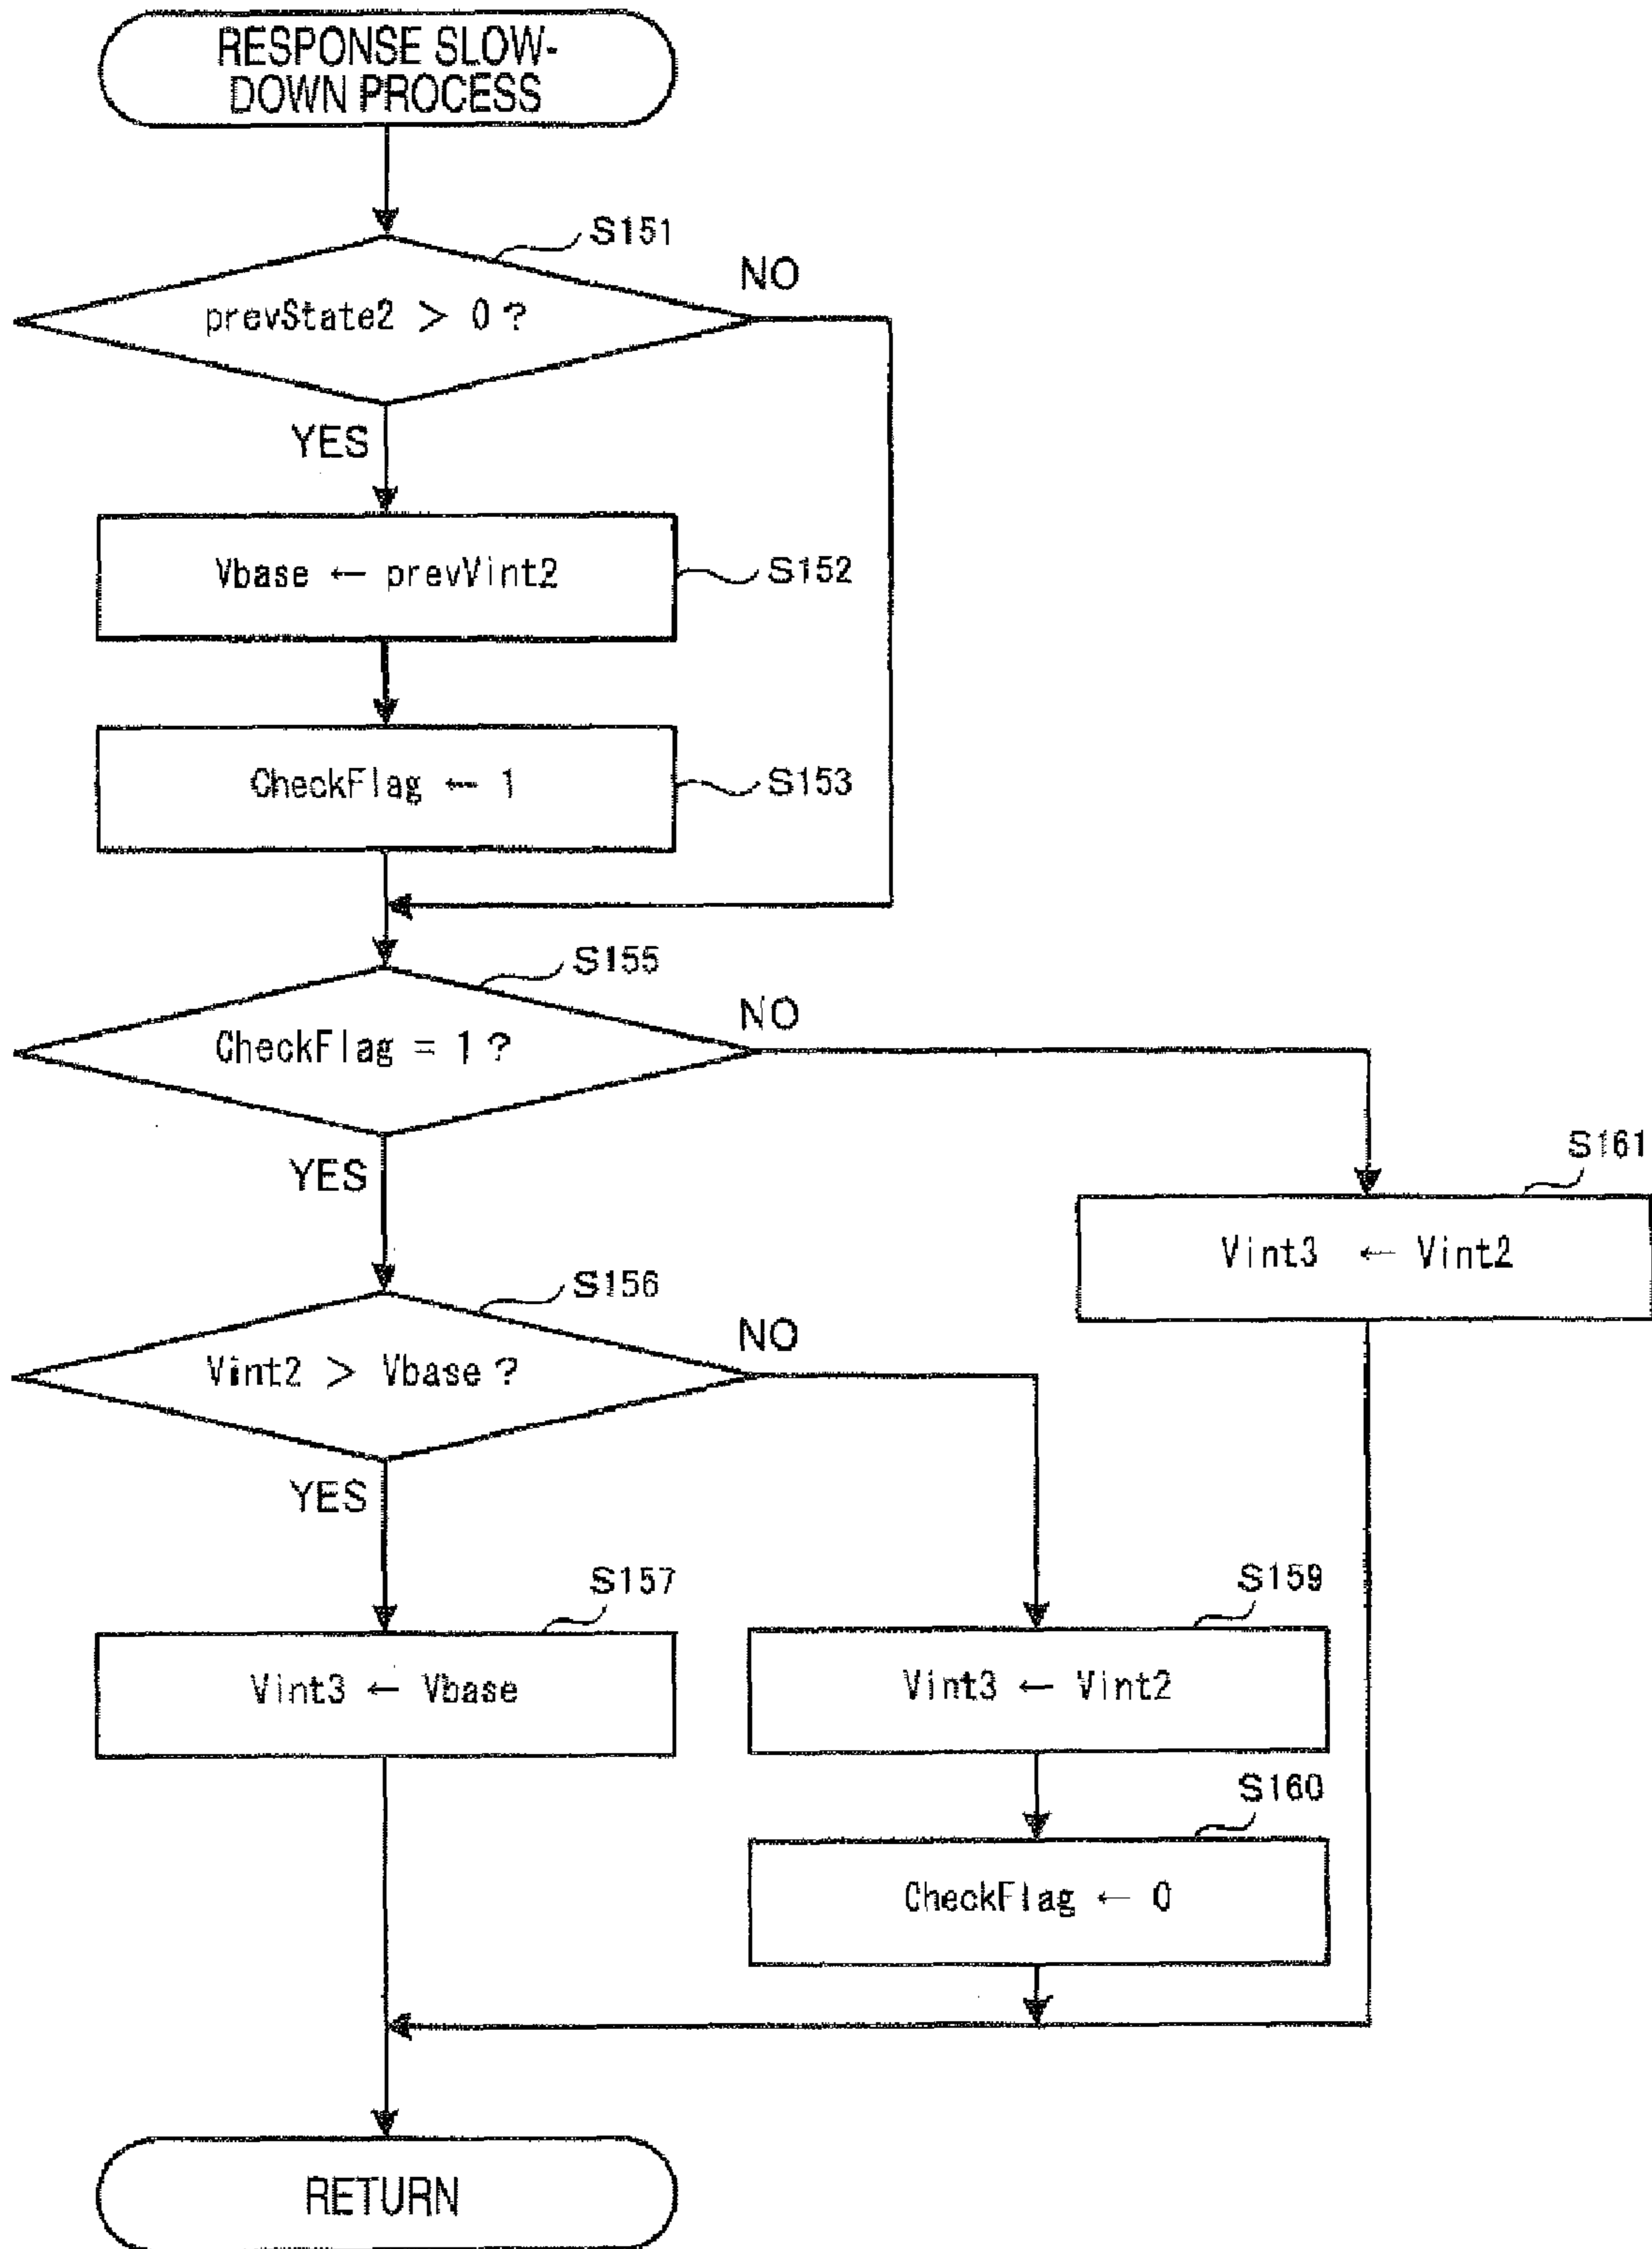 RESPONSE SLOW-
DOWN PROCESS
S151
NO
prevState2 > 0?
YES
Vbase ← prevVint2
S152
CheckFlag ← 1
S153
S155
NO
CheckFlag = 1?
YES
S161
Vint3 ← Vint2
S156
NO
Vint2 > Vbase?
YES
S157
Vint3 ← Vbase
S159
Vint3 ← Vint2
S160
CheckFlag ← 0
RETURN